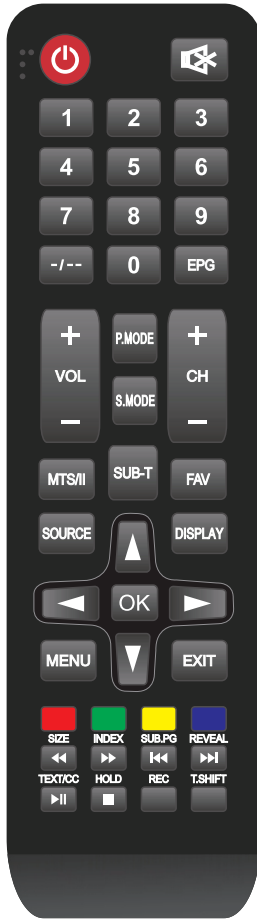 1 2 3
4 5 6
7 8 9
-/-- 0 EPG
+ P.MODE +
VOL CH
- S.MODE -
MTS/II SUB-T FAV
SOURCE DISPLAY
OK
MENU EXIT
SIZE INDEX SUB.PG REVEAL
TEXT/CC HOLD REC T.SHIFT